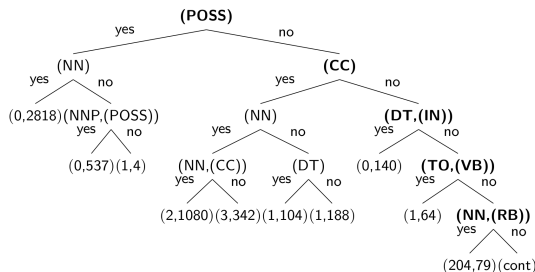 (POSS)
yes no
(NN) (CC)
yes no yes no
(0,2818) (NNP,(POSS)) (NN) (DT,(IN))
yes no yes no yes no
(0,537) (1,4) (NN,(CC)) (DT) (0,140) (TO,(VB))
yes no yes no yes no
(2,1080) (3,342) (1,104) (1,188) (1,64) (NN,(RB))
yes no
(204,79) (cont)